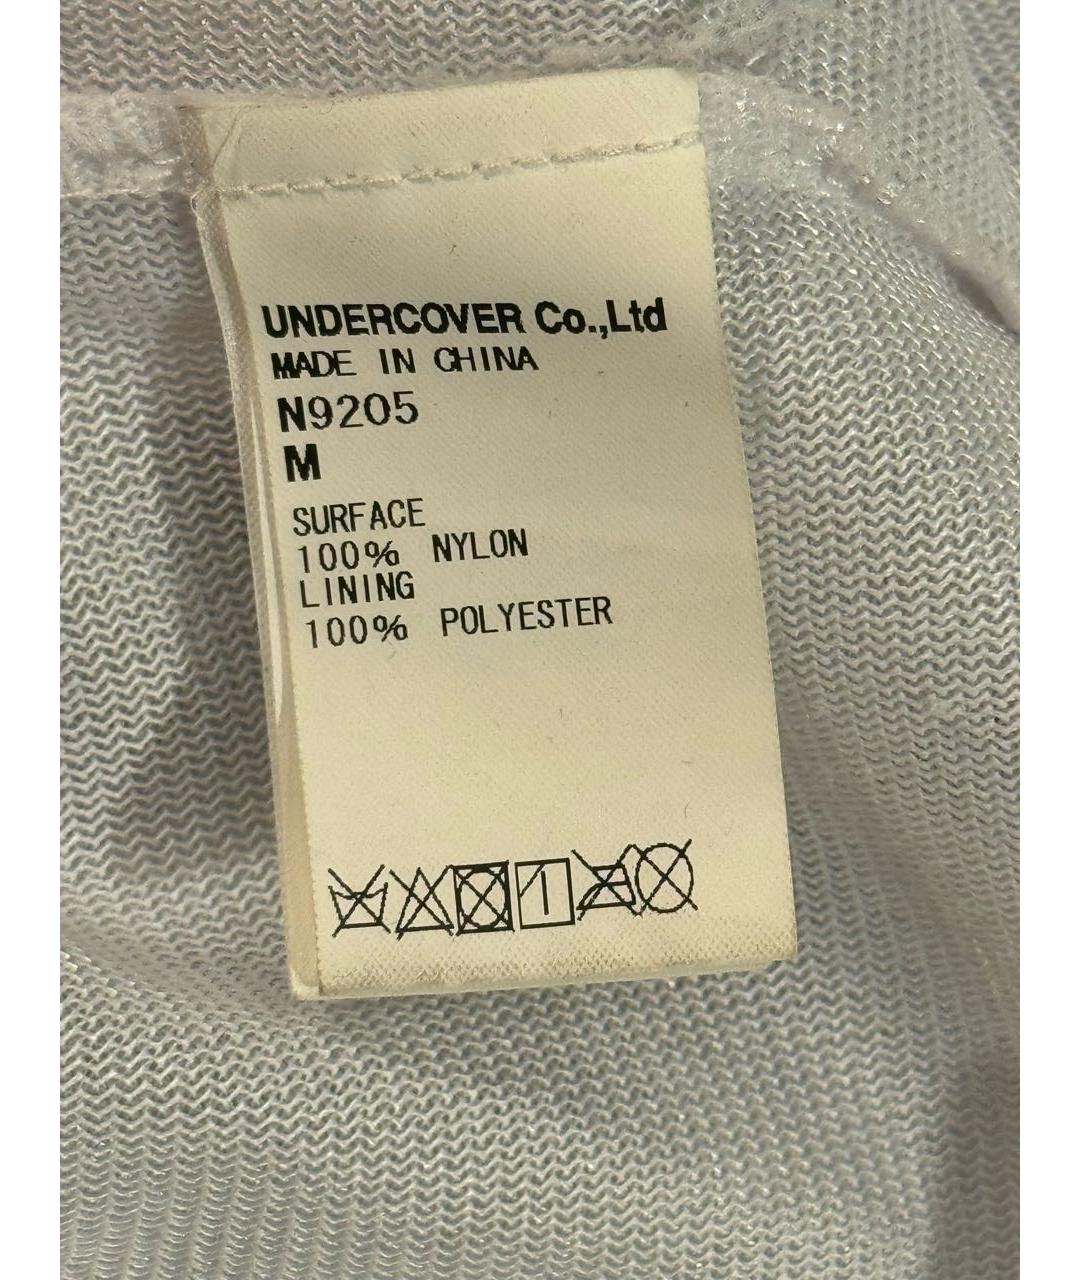 UNDERCOVER Co.,Ltd
MADE IN CHINA
N9205
M
SURFACE
100% NYLON
LINING
100% POLYESTER